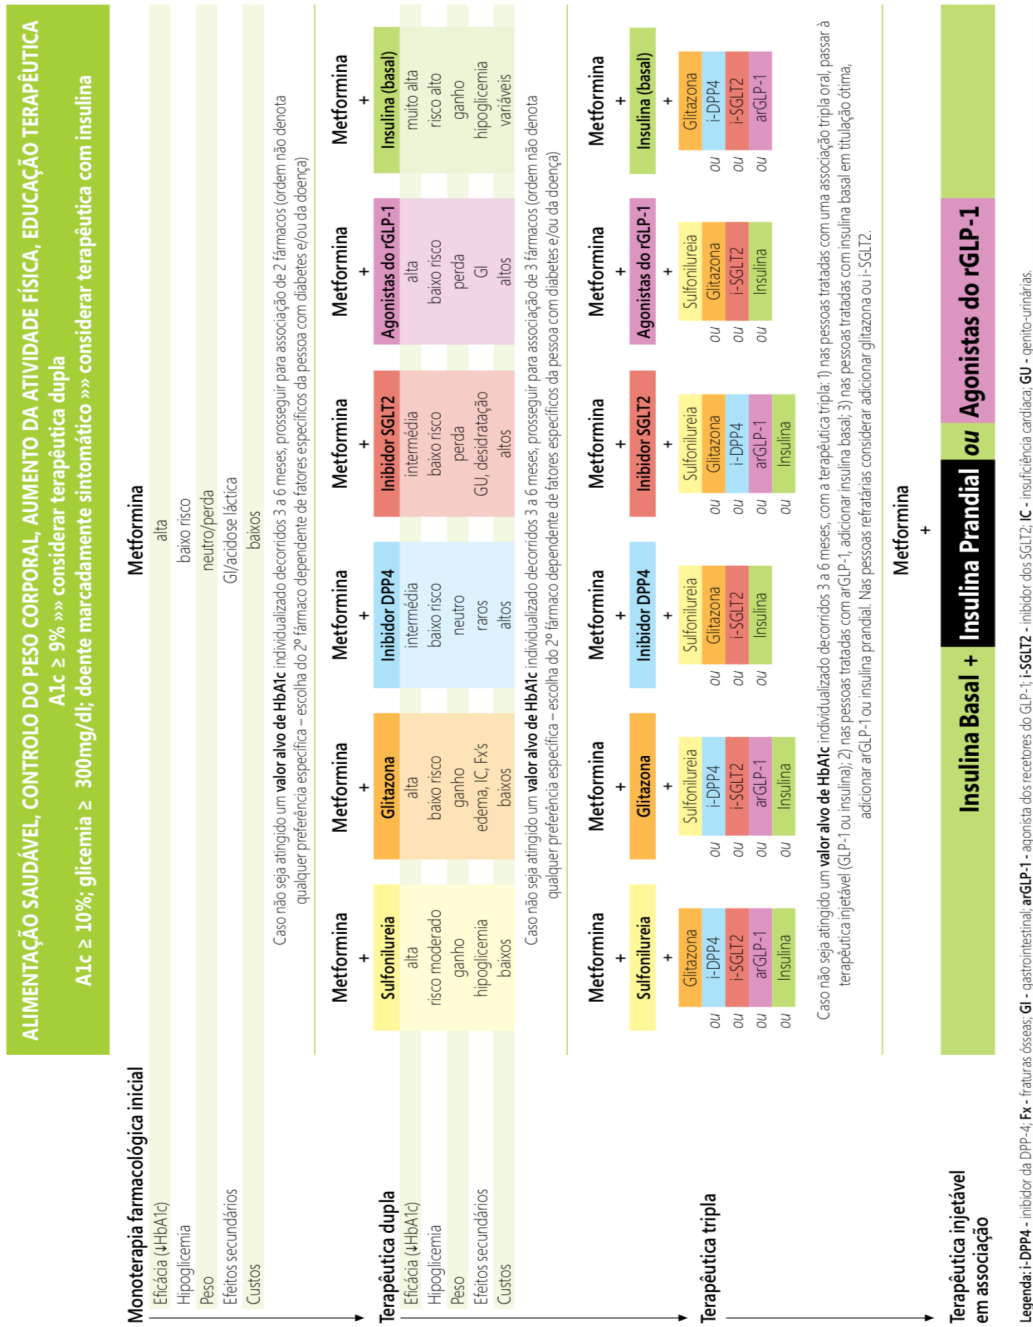 ALIMENTAÇÃO SAUDÁVEL, CONTROLO DO PESO CORPORAL, AUMENTO DA ATIVIDADE FÍSICA, EDUCAÇÃO TERAPÊUTICA
A1c ≥ 9% »»» considerar terapêutica dupla
A1c ≥ 10%; glicemia ≥ 300mg/dl; doente marcadamente sintomático »»» considerar terapêutica com insulina
Monoterapia farmacológica inicial
Metformina
Eficácia (↓HbA1c) alta
Hipoglicemia baixo risco
Peso neutro/perda
Efeitos secundários GI/acidose láctica
Custos baixos
Caso não seja atingido um valor alvo de HbA1c individualizado decorridos 3 a 6 meses, prosseguir para associação de 2 fármacos (ordem não denota
qualquer preferência específica – escolha do 2º fármaco dependente de fatores específicos da pessoa com diabetes e/ou da doença)
Metformina Metformina Metformina Metformina Metformina Metformina
+ + + + + +
Terapêutica dupla Sulfonilureia Glitazona Inibidor DPP4 Inibidor SGLT2 Agonistas do rGLP-1 Insulina (basal)
Eficácia (↓HbA1c) alta alta intermédia intermédia alta muito alta
Hipoglicemia risco moderado baixo risco baixo risco baixo risco baixo risco risco alto
Peso ganho ganho neutro perda perda ganho
Efeitos secundários hipoglicemia edema, IC, Fx's raros GU, desidratação GI hipoglicemia
Custos baixos baixos altos altos altos variáveis
Caso não seja atingido um valor alvo de HbA1c individualizado decorridos 3 a 6 meses, prosseguir para associação de 3 fármacos (ordem não denota
qualquer preferência específica – escolha do 2º fármaco dependente de fatores específicos da pessoa com diabetes e/ou da doença)
Metformina Metformina Metformina Metformina Metformina Metformina
+ + + + + +
Sulfonilureia Glitazona Inibidor DPP4 Inibidor SGLT2 Agonistas do rGLP-1 Insulina (basal)
+ + + + + +
Terapêutica tripla
Glitazona Sulfonilureia Sulfonilureia Sulfonilureia Sulfonilureia Glitazona
ou i-DPP4 ou i-DPP4 ou Glitazona ou Glitazona ou Glitazona ou i-DPP4
ou i-SGLT2 ou i-SGLT2 ou i-SGLT2 ou i-DPP4 ou i-SGLT2 ou i-SGLT2
ou arGLP-1 ou arGLP-1 ou Insulina ou arGLP-1 ou Insulina ou arGLP-1
ou Insulina ou Insulina ou Insulina
Caso não seja atingido um valor alvo de HbA1c individualizado decorridos 3 a 6 meses, com a terapêutica tripla: 1) nas pessoas tratadas com uma associação tripla oral, passar à
terapêutica injetável (GLP-1 ou insulina); 2) nas pessoas tratadas com arGLP-1, adicionar insulina basal; 3) nas pessoas tratadas com insulina basal em titulação ótima,
adicionar arGLP-1 ou insulina prandial. Nas pessoas refratárias considerar adicionar glitazona ou i-SGLT2.
Metformina
+
Terapêutica injetável
em associação
Insulina Basal + Insulina Prandial ou Agonistas do rGLP-1
Legenda: i-DPP4 - inibidor da DPP-4; Fx - fraturas ósseas; GI - gastrointestinal; arGLP-1 - agonista dos recetores do GLP-1; i-SGLT2 - inibidor dos SGLT2; IC - insuficiência cardíaca; GU - genito-urinárias.